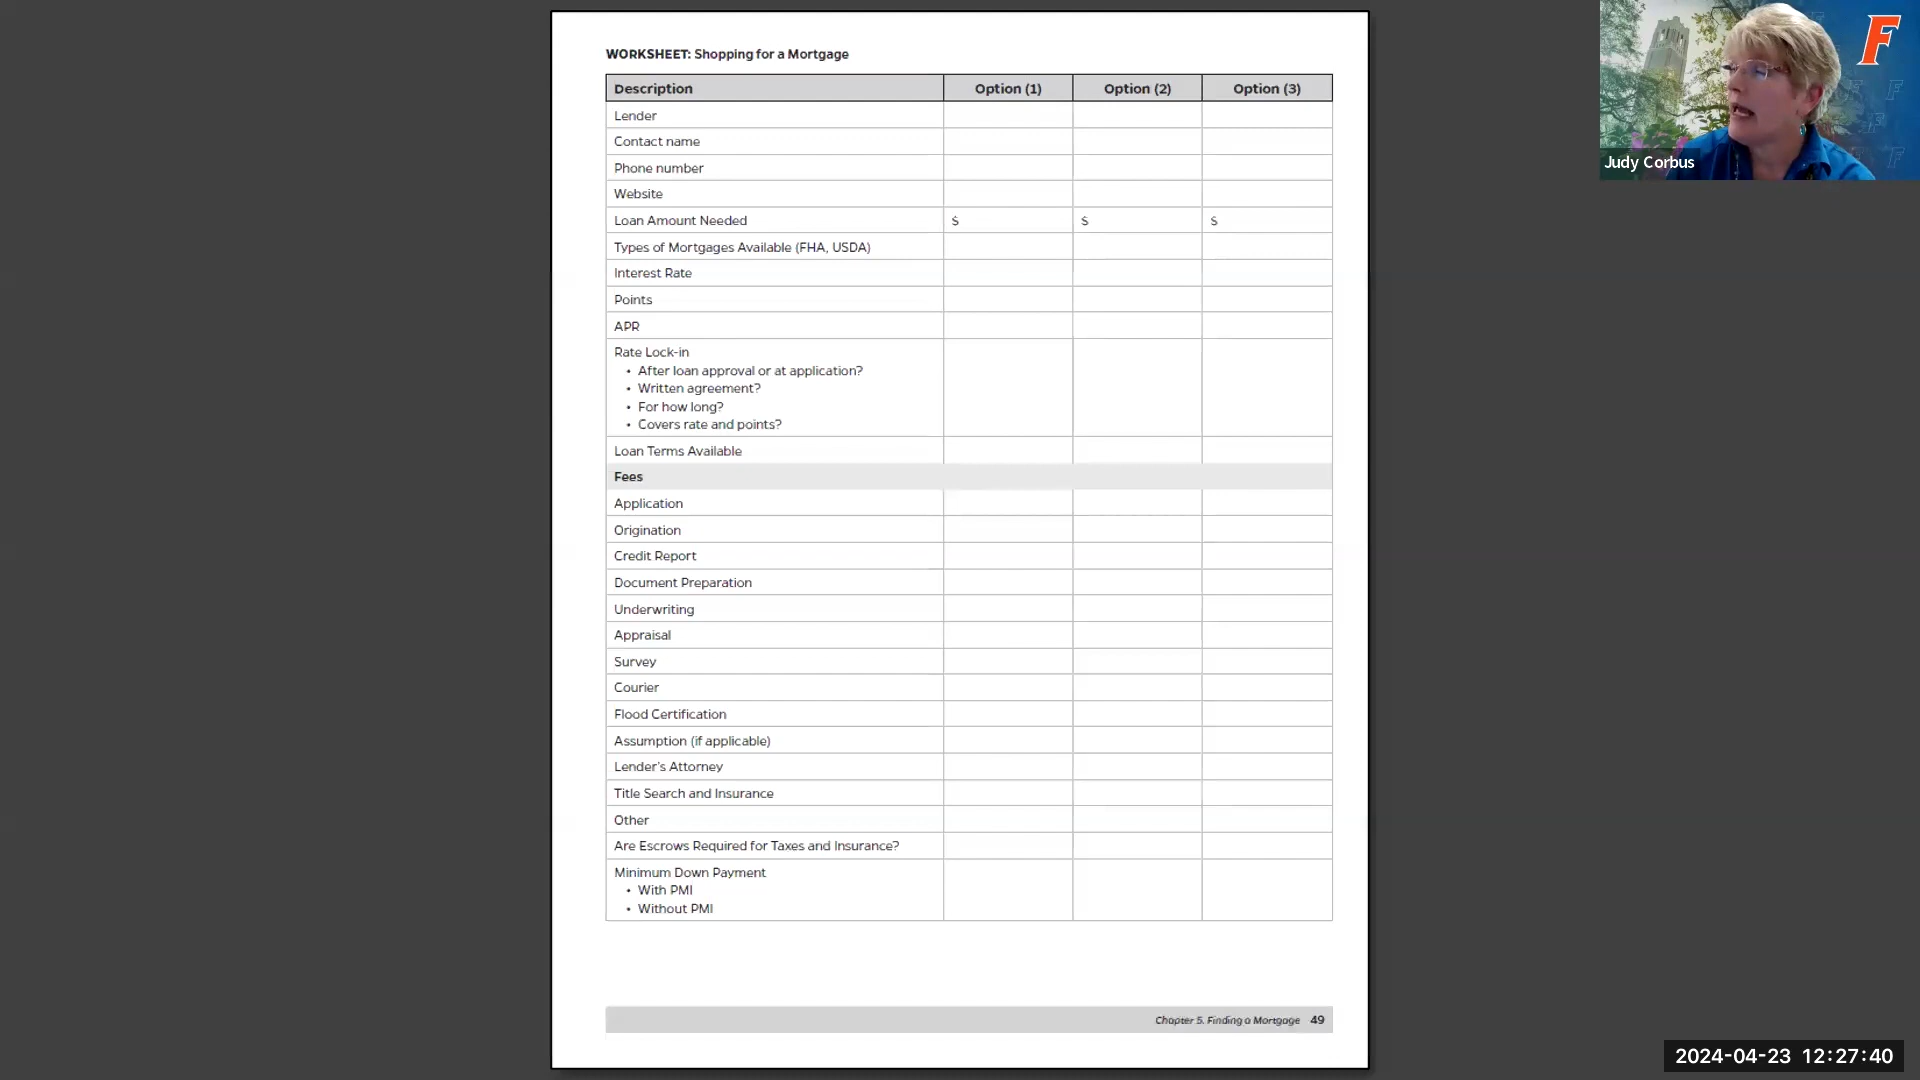 WORKSHEET: Shopping for a Mortgage
Description Option (1) Option (2) Option (3)
Lender
Contact name
Phone number
Website
Loan Amount Needed $ $ $
Types of Mortgages Available (FHA, USDA)
Interest Rate
Points
APR
Rate Lock-in
• After loan approval or at application?
• Written agreement?
• For how long?
• Covers rate and points?
Loan Terms Available
Fees
Application
Origination
Credit Report
Document Preparation
Underwriting
Appraisal
Survey
Courier
Flood Certification
Assumption (if applicable)
Lender's Attorney
Title Search and Insurance
Other
Are Escrows Required for Taxes and Insurance?
Minimum Down Payment
• With PMI
• Without PMI
Chapter 5. Finding a Mortgage 49
F
Judy Corbus
2024-04-23 12:27:40